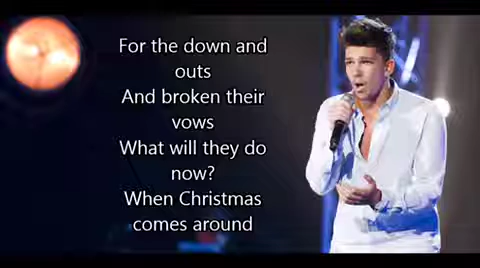 For the down and
outs
And broken their
vows
What will they do
now?
When Christmas
comes around